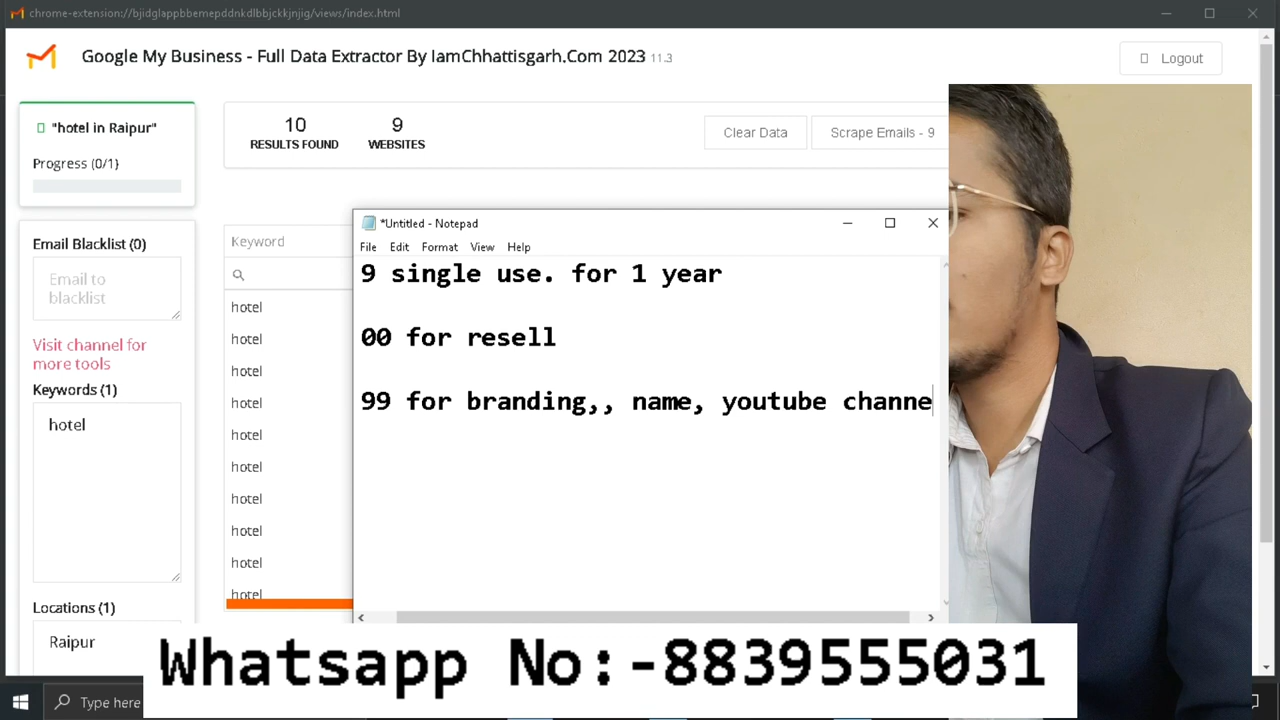 chrome-extension://bjidglappbbemepddnkdlbbjckkjnjig/views/index.html
Google My Business - Full Data Extractor By IamChhattisgarh.Com 2023 11.3
Logout
"hotel in Raipur"
Progress (0/1)
10
RESULTS FOUND
9
WEBSITES
Clear Data
Scrape Emails - 9
Email Blacklist (0)
Email to
blacklist
Visit channel for
more tools
Keywords (1)
hotel
Locations (1)
Raipur
Keyword
hotel
hotel
hotel
hotel
hotel
hotel
hotel
hotel
hotel
hotel
*Untitled - Notepad
File Edit Format View Help
9 single use. for 1 year
00 for resell
99 for branding,, name, youtube channe
Whatsapp No:-8839555031
Type here